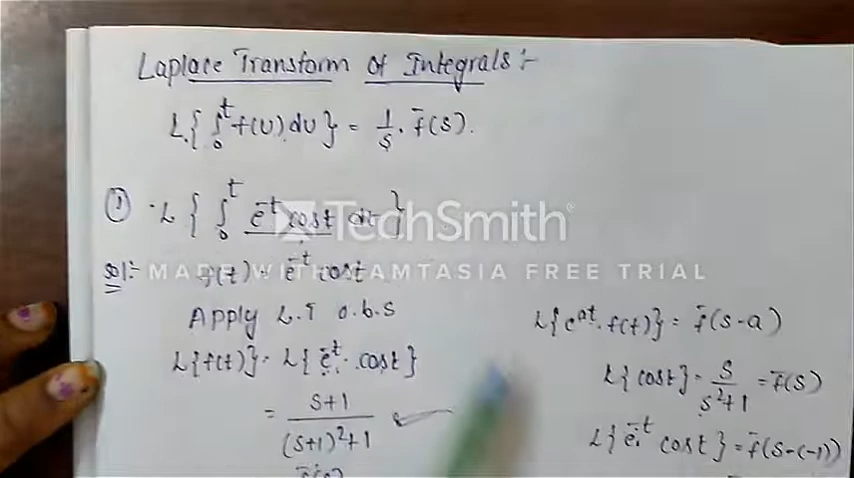 Laplace Transform Of Integrals:-
L{ ∫₀ᵗ f(u) du } = 1/s . f̄(s).
① L{ ∫₀ᵗ e⁻ᵗ cost dt }
TechSmith
MADE WITH CAMTASIA FREE TRIAL
Sol:- f(t) = e⁻ᵗ cost
Apply L.T o.b.s
L{f(t)} = L{ e⁻ᵗ. cost }
= s+1 / (s+1)²+1
f̄(s)
L{e^at. f(t)} = f̄(s-a)
L{cost} = s/s²+1 = f̄(s)
L{ e⁻ᵗ cost } = f̄(s-(-1))